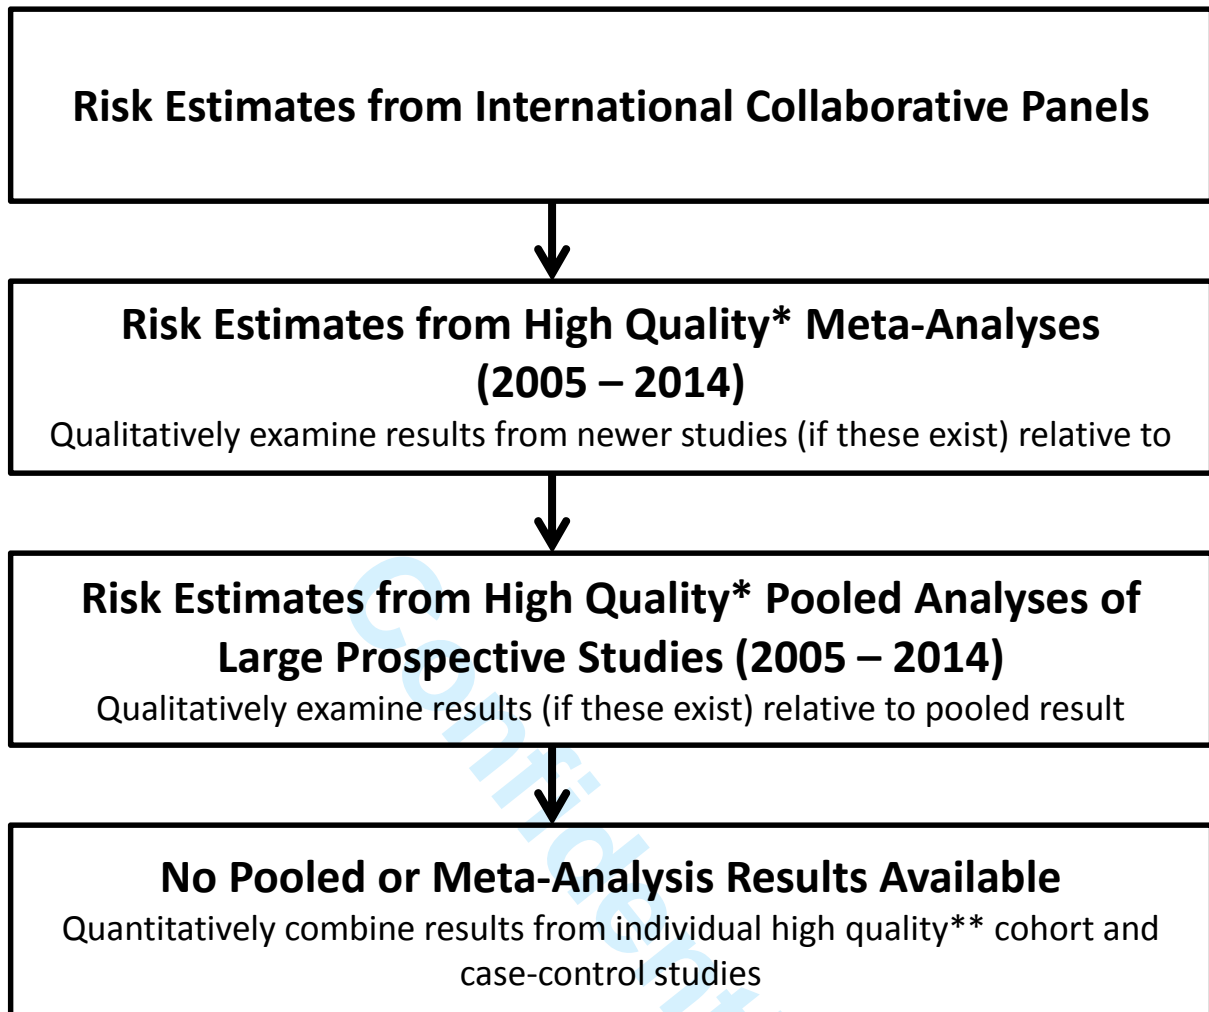 Risk Estimates from International Collaborative Panels
Risk Estimates from High Quality* Meta-Analyses
(2005 – 2014)
Qualitatively examine results from newer studies (if these exist) relative to
Risk Estimates from High Quality* Pooled Analyses of
Large Prospective Studies (2005 – 2014)
Qualitatively examine results (if these exist) relative to pooled result
No Pooled or Meta-Analysis Results Available
Quantitatively combine results from individual high quality** cohort and
case-control studies